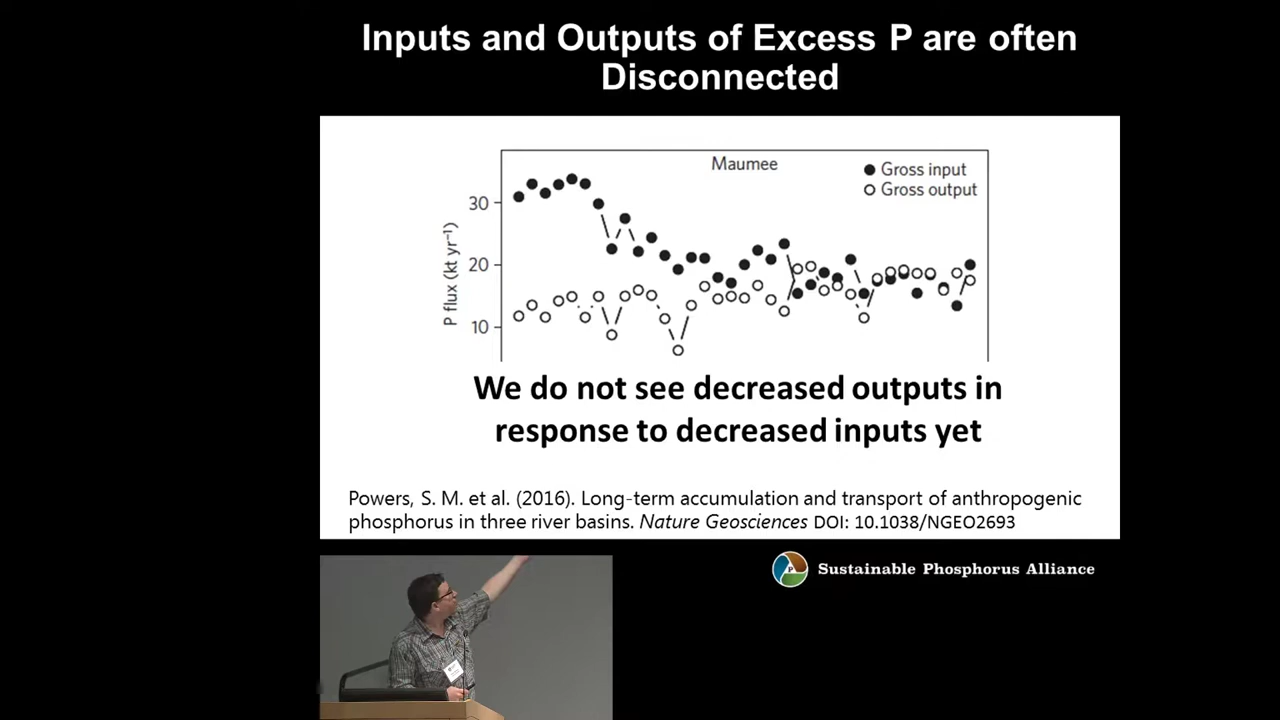 Inputs and Outputs of Excess P are often
Disconnected
Maumee
Gross input
Gross output
30
20
10
P flux (kt yr⁻¹)
We do not see decreased outputs in
response to decreased inputs yet
Powers, S. M. et al. (2016). Long-term accumulation and transport of anthropogenic
phosphorus in three river basins. Nature Geosciences DOI: 10.1038/NGEO2693
P
Sustainable Phosphorus Alliance